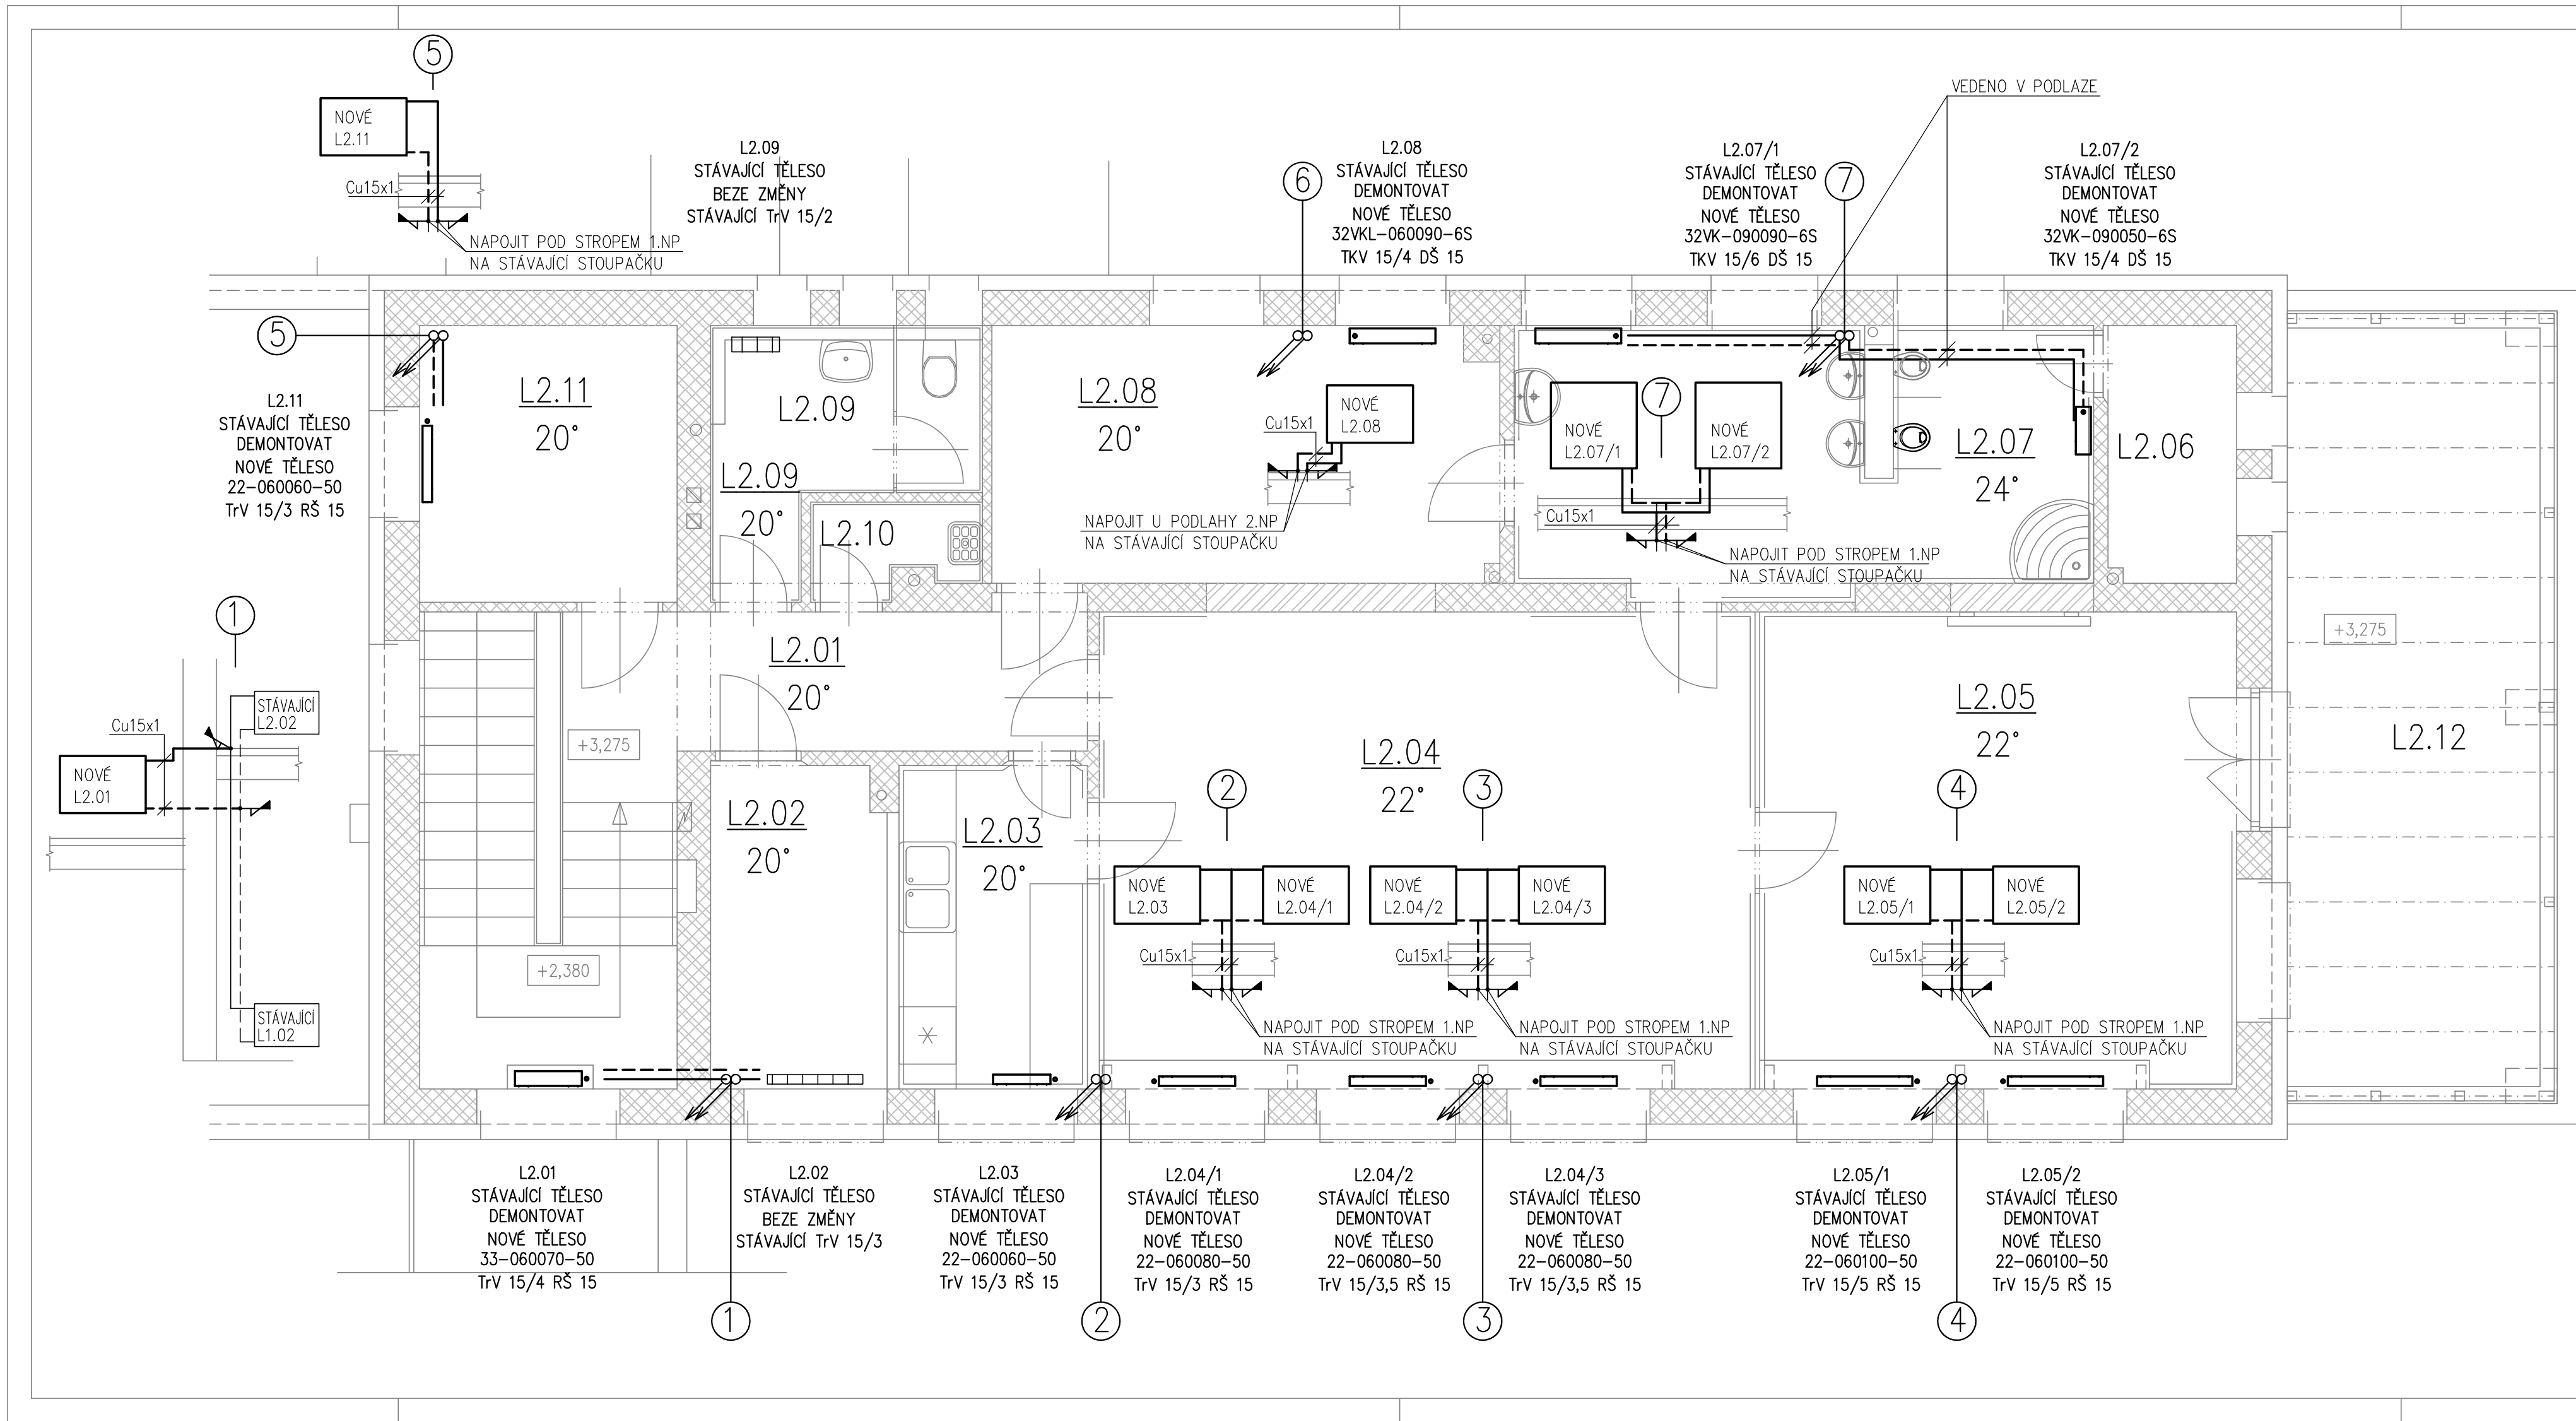 5
NOVÉ
L2.11
Cu15x1
NAPOJIT POD STROPEM 1.NP
NA STÁVAJÍCÍ STOUPAČKU
L2.09
STÁVAJÍCÍ TĚLESO
BEZE ZMĚNY
STÁVAJÍCÍ TrV 15/2
6
L2.08
STÁVAJÍCÍ TĚLESO
DEMONTOVAT
NOVÉ TĚLESO
32VKL-060090-6S
TKV 15/4 DŠ 15
L2.07/1
STÁVAJÍCÍ TĚLESO
DEMONTOVAT
NOVÉ TĚLESO
32VK-090090-6S
TKV 15/6 DŠ 15
7
VEDENO V PODLAZE
L2.07/2
STÁVAJÍCÍ TĚLESO
DEMONTOVAT
NOVÉ TĚLESO
32VK-090050-6S
TKV 15/4 DŠ 15
5
L2.11
STÁVAJÍCÍ TĚLESO
DEMONTOVAT
NOVÉ TĚLESO
22-060060-50
TrV 15/3 RŠ 15
L2.11
20°
L2.09
L2.09
20°
L2.10
L2.08
20°
NOVÉ
L2.08
Cu15x1
NAPOJIT U PODLAHY 2.NP
NA STÁVAJÍCÍ STOUPAČKU
7
NOVÉ
L2.07/1
NOVÉ
L2.07/2
Cu15x1
NAPOJIT POD STROPEM 1.NP
NA STÁVAJÍCÍ STOUPAČKU
L2.07
24°
L2.06
1
STÁVAJÍCÍ
L2.02
Cu15x1
NOVÉ
L2.01
STÁVAJÍCÍ
L1.02
L2.01
20°
+3,275
+2,380
L2.02
20°
L2.03
20°
L2.04
22°
2
NOVÉ
L2.03
NOVÉ
L2.04/1
Cu15x1
NAPOJIT POD STROPEM 1.NP
NA STÁVAJÍCÍ STOUPAČKU
3
NOVÉ
L2.04/2
NOVÉ
L2.04/3
Cu15x1
NAPOJIT POD STROPEM 1.NP
NA STÁVAJÍCÍ STOUPAČKU
L2.05
22°
4
NOVÉ
L2.05/1
NOVÉ
L2.05/2
Cu15x1
NAPOJIT POD STROPEM 1.NP
NA STÁVAJÍCÍ STOUPAČKU
+3,275
L2.12
L2.01
STÁVAJÍCÍ TĚLESO
DEMONTOVAT
NOVÉ TĚLESO
33-060070-50
TrV 15/4 RŠ 15
L2.02
STÁVAJÍCÍ TĚLESO
BEZE ZMĚNY
STÁVAJÍCÍ TrV 15/3
1
L2.03
STÁVAJÍCÍ TĚLESO
DEMONTOVAT
NOVÉ TĚLESO
22-060060-50
TrV 15/3 RŠ 15
2
L2.04/1
STÁVAJÍCÍ TĚLESO
DEMONTOVAT
NOVÉ TĚLESO
22-060080-50
TrV 15/3 RŠ 15
L2.04/2
STÁVAJÍCÍ TĚLESO
DEMONTOVAT
NOVÉ TĚLESO
22-060080-50
TrV 15/3,5 RŠ 15
3
L2.04/3
STÁVAJÍCÍ TĚLESO
DEMONTOVAT
NOVÉ TĚLESO
22-060080-50
TrV 15/3,5 RŠ 15
L2.05/1
STÁVAJÍCÍ TĚLESO
DEMONTOVAT
NOVÉ TĚLESO
22-060100-50
TrV 15/5 RŠ 15
4
L2.05/2
STÁVAJÍCÍ TĚLESO
DEMONTOVAT
NOVÉ TĚLESO
22-060100-50
TrV 15/5 RŠ 15